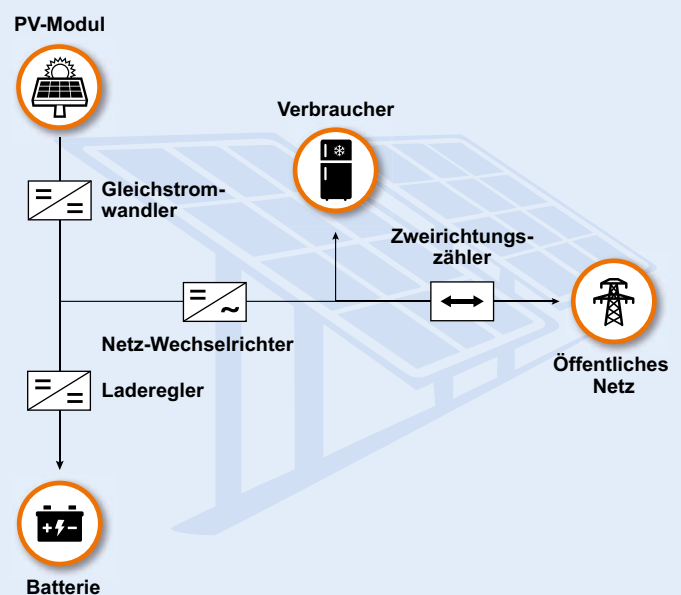 PV-Modul
Verbraucher
Gleichstrom-
wandler
Zweirichtungs-
zähler
Netz-Wechselrichter
Öffentliches
Netz
Laderegler
Batterie